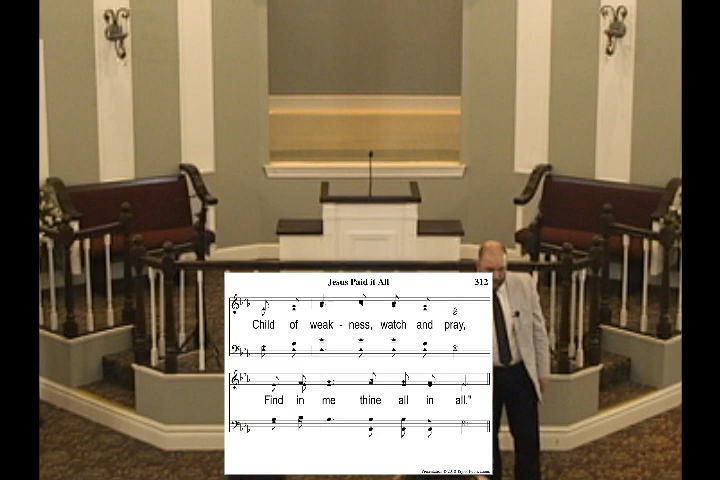 Jesus Paid it All 312
Child of weak - ness, watch and pray,
Find in me thine all in all."